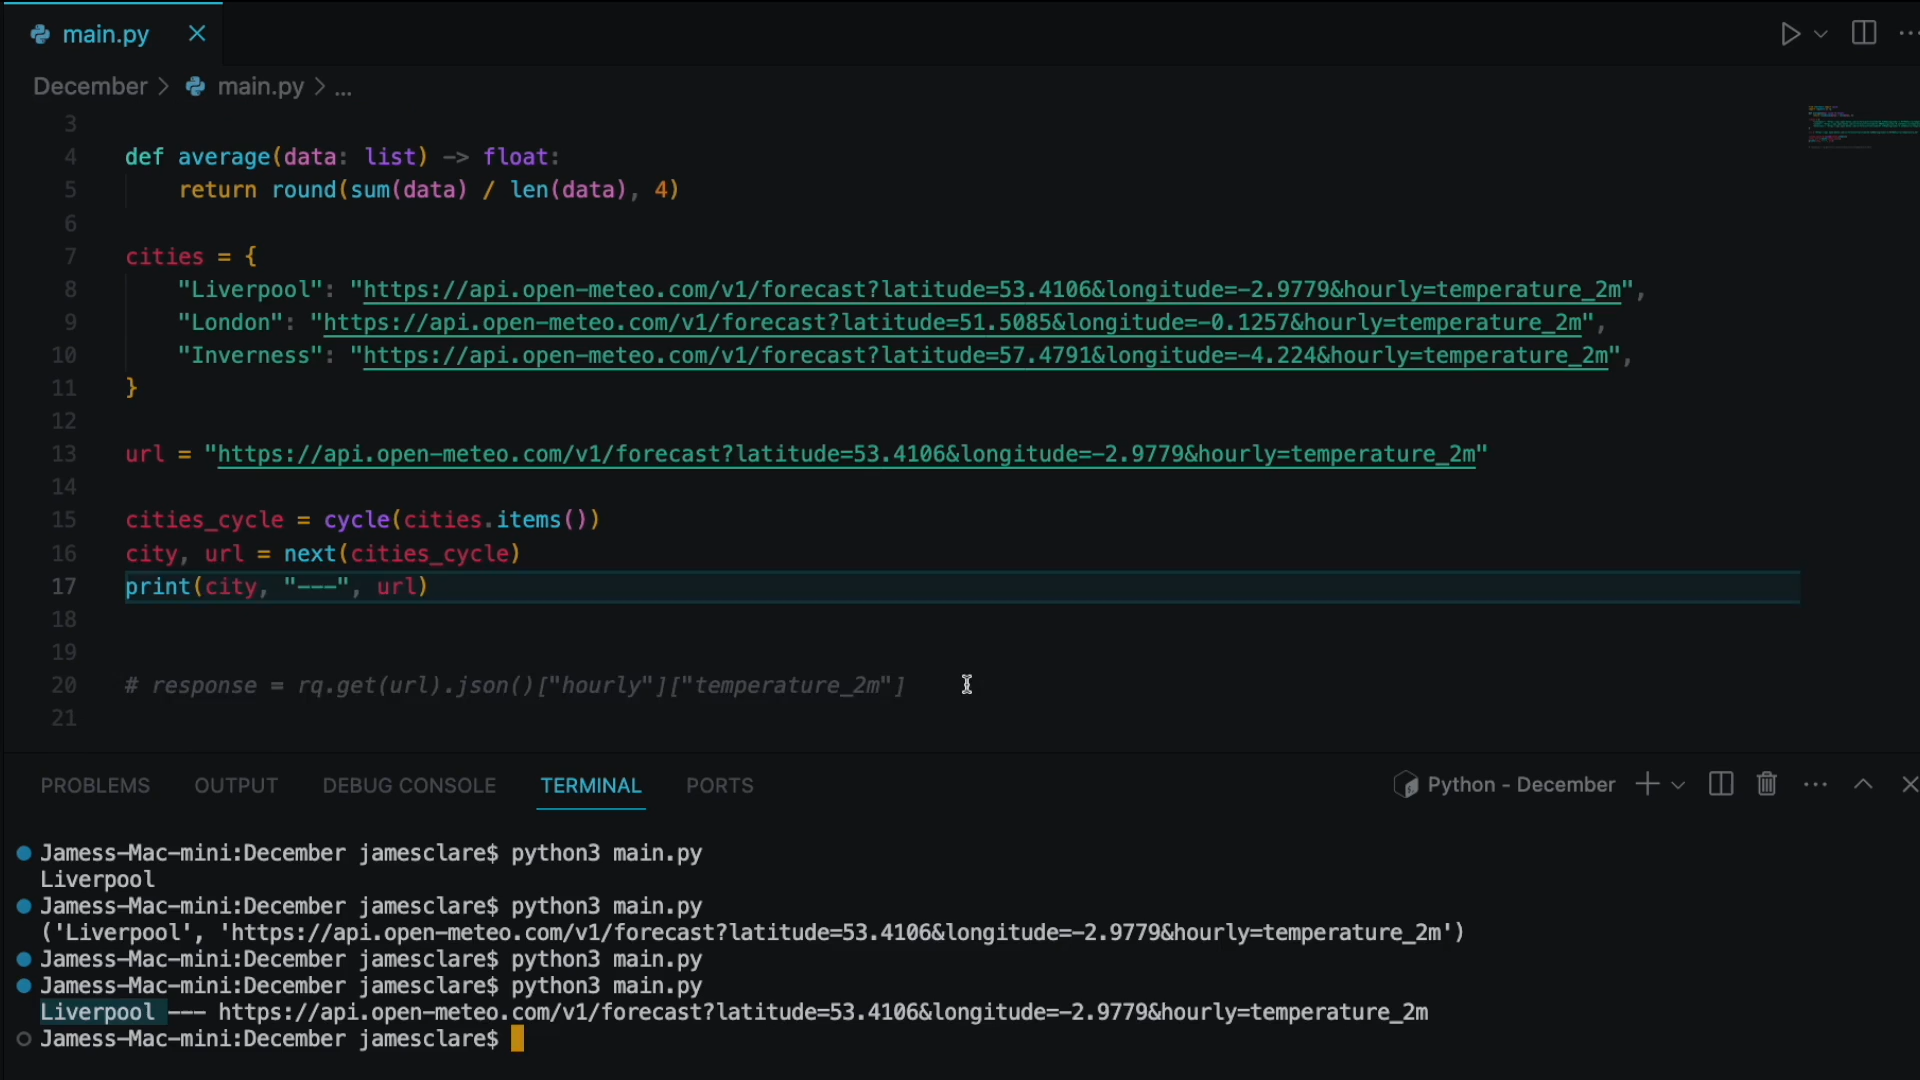 main.py
December > main.py > ...
3
4 def average(data: list) -> float:
5     return round(sum(data) / len(data), 4)
6
7 cities = {
8     "Liverpool": "https://api.open-meteo.com/v1/forecast?latitude=53.4106&longitude=-2.9779&hourly=temperature_2m",
9     "London": "https://api.open-meteo.com/v1/forecast?latitude=51.5085&longitude=-0.1257&hourly=temperature_2m",
10     "Inverness": "https://api.open-meteo.com/v1/forecast?latitude=57.4791&longitude=-4.224&hourly=temperature_2m",
11 }
12
13 url = "https://api.open-meteo.com/v1/forecast?latitude=53.4106&longitude=-2.9779&hourly=temperature_2m"
14
15 cities_cycle = cycle(cities.items())
16 city, url = next(cities_cycle)
17 print(city, "---", url)
18
19
20 # response = rq.get(url).json()["hourly"]["temperature_2m"]
21
PROBLEMS OUTPUT DEBUG CONSOLE TERMINAL PORTS Python - December
Jamess-Mac-mini:December jamesclare$ python3 main.py
Liverpool
Jamess-Mac-mini:December jamesclare$ python3 main.py
('Liverpool', 'https://api.open-meteo.com/v1/forecast?latitude=53.4106&longitude=-2.9779&hourly=temperature_2m')
Jamess-Mac-mini:December jamesclare$ python3 main.py
Jamess-Mac-mini:December jamesclare$ python3 main.py
Liverpool --- https://api.open-meteo.com/v1/forecast?latitude=53.4106&longitude=-2.9779&hourly=temperature_2m
Jamess-Mac-mini:December jamesclare$